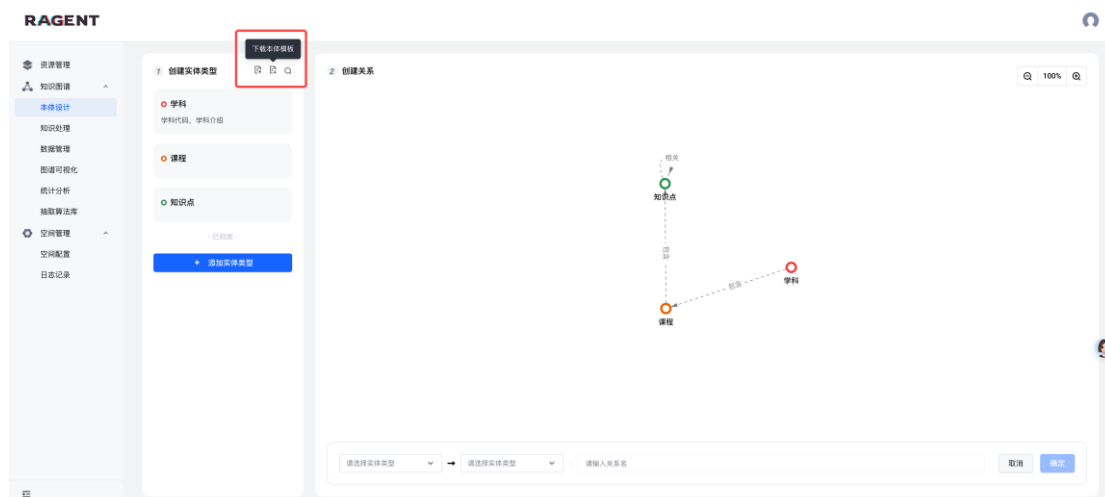 RAGENT
资源管理
知识图谱
本体设计
知识处理
数据管理
图谱可视化
统计分析
抽取算法库
空间管理
空间配置
日志记录
下载本体模板
1 创建实体类型
学科
学科代码、学科介绍
课程
知识点
- 已到底 -
+ 添加实体类型
2 创建关系
100%
相关
知识点
包含
学科
包含
课程
请选择实体类型
请选择实体类型
请输入关系名
取消
确定